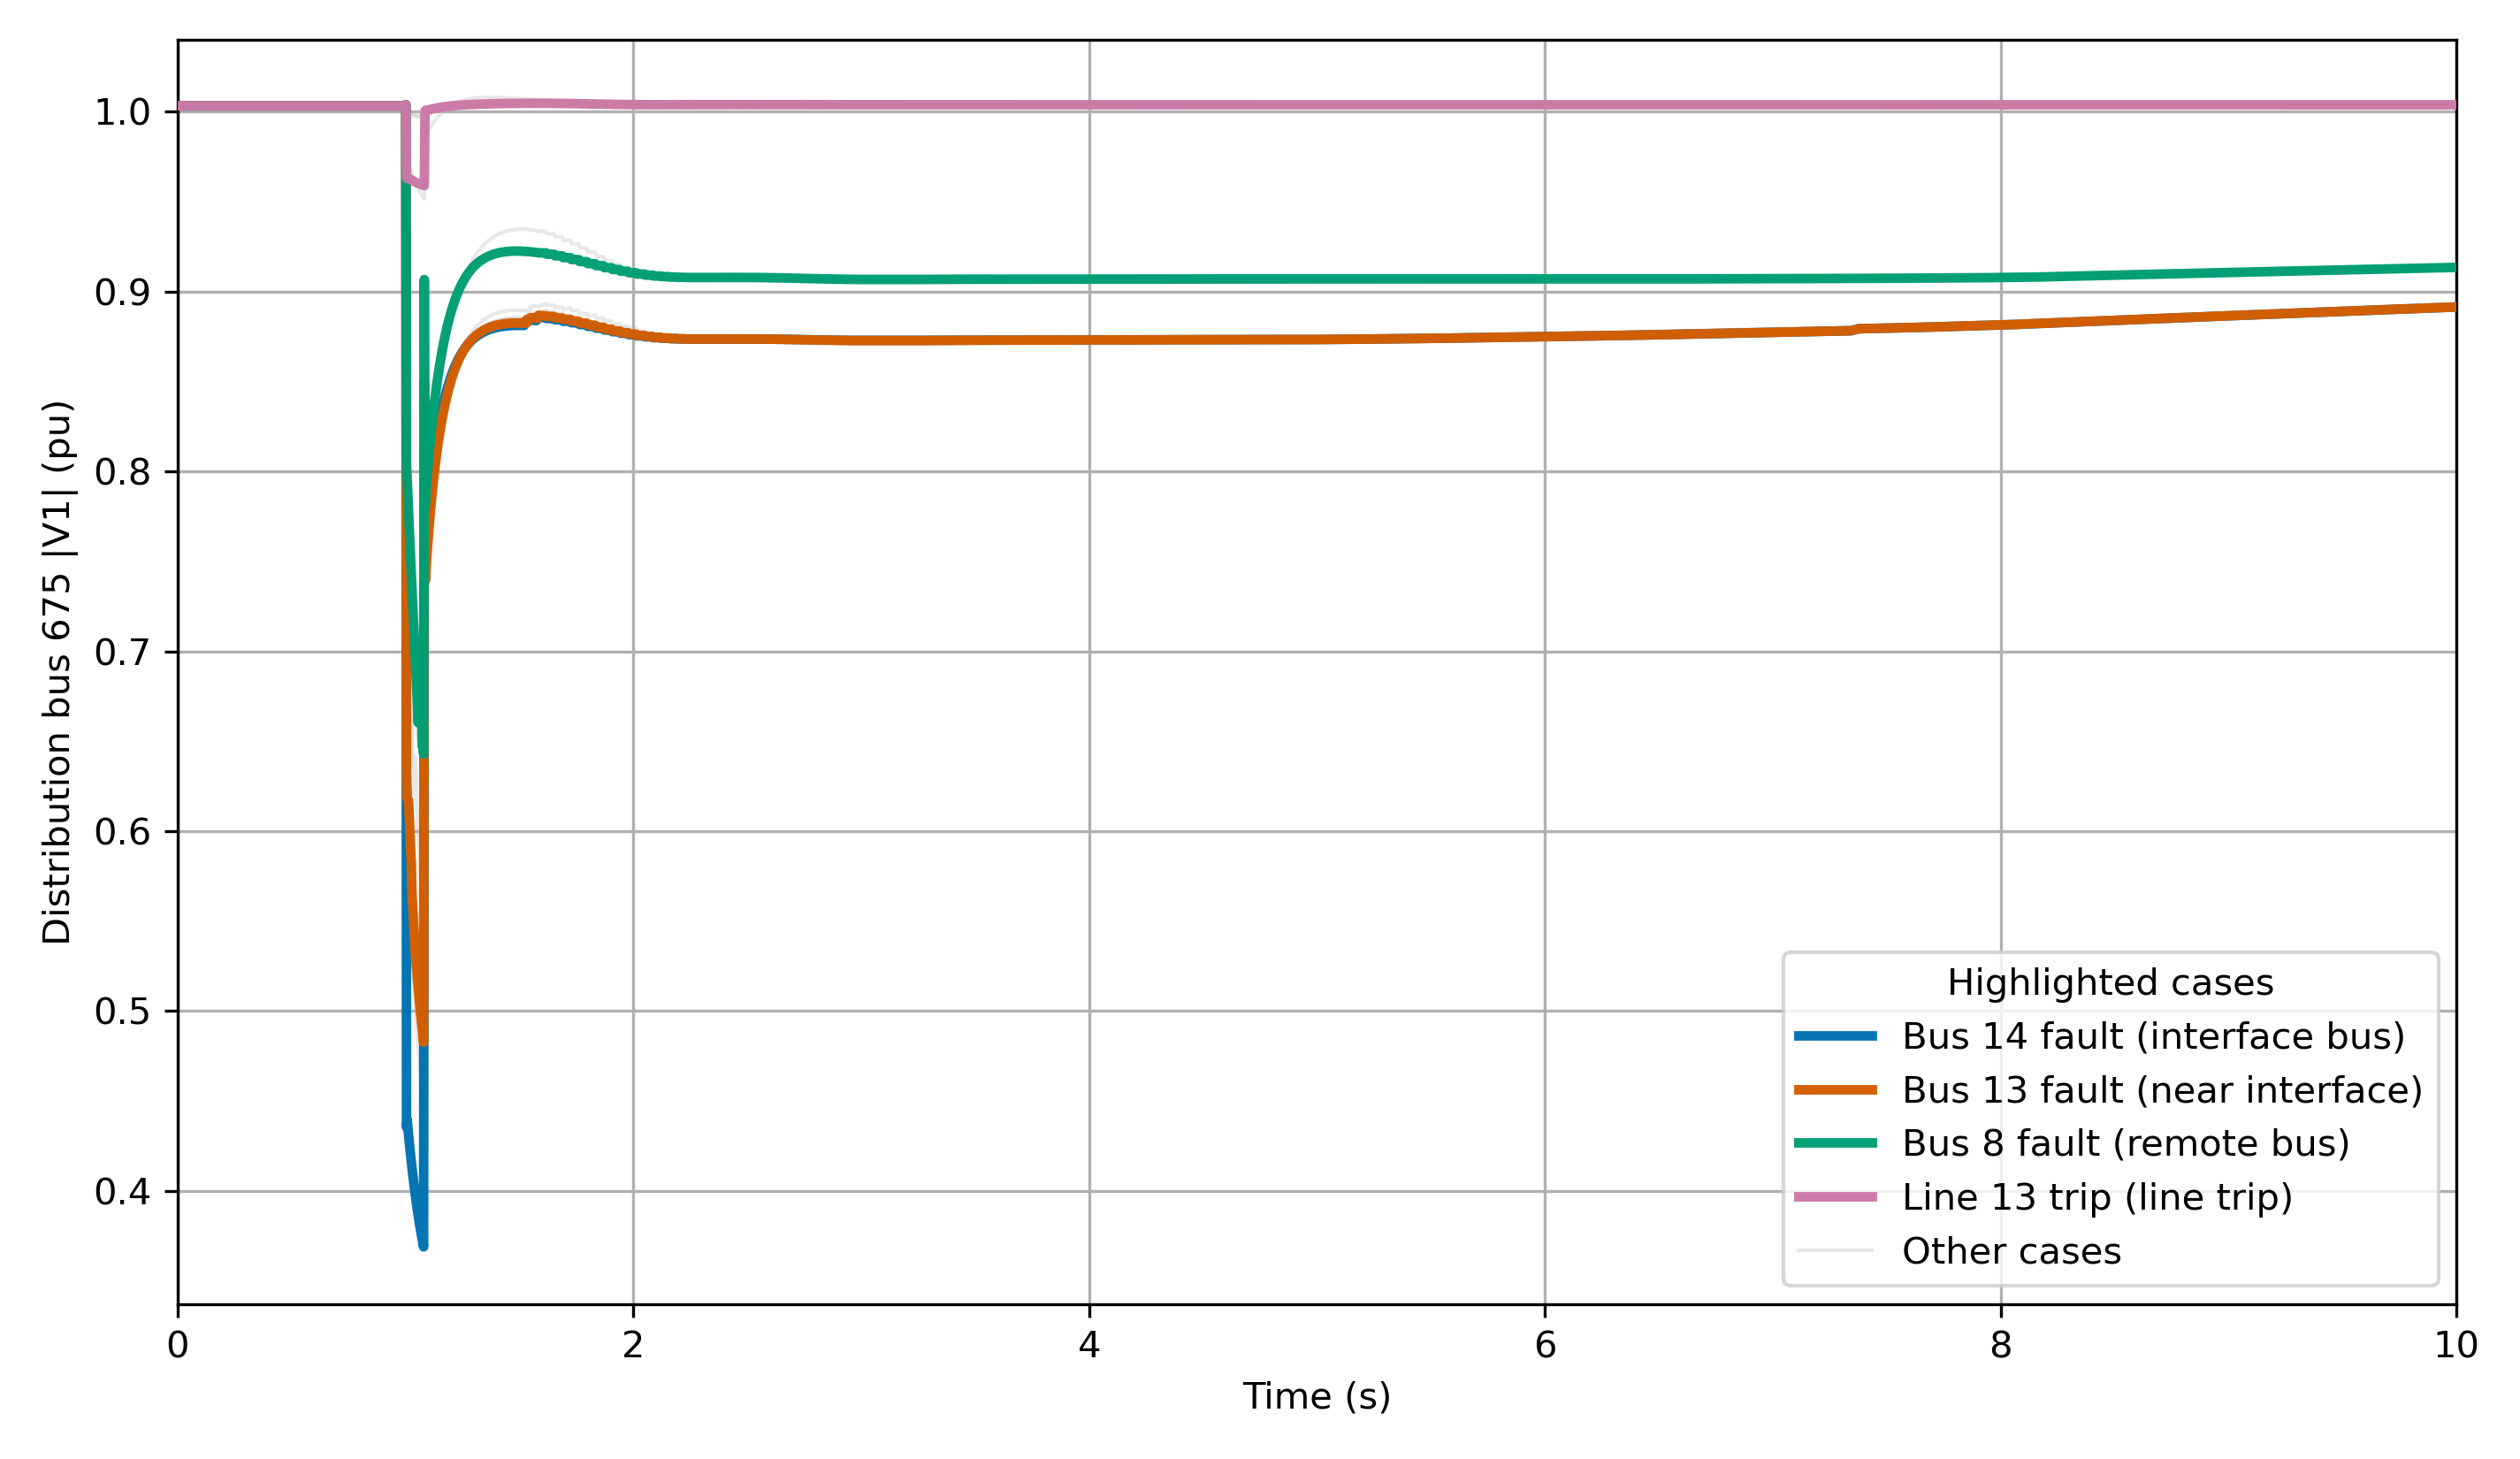 Distribution bus 675 |V1| (pu)
1.0
0.9
0.8
0.7
0.6
0.5
0.4
0
2
4
6
8
10
Time (s)
Highlighted cases
Bus 14 fault (interface bus)
Bus 13 fault (near interface)
Bus 8 fault (remote bus)
Line 13 trip (line trip)
Other cases